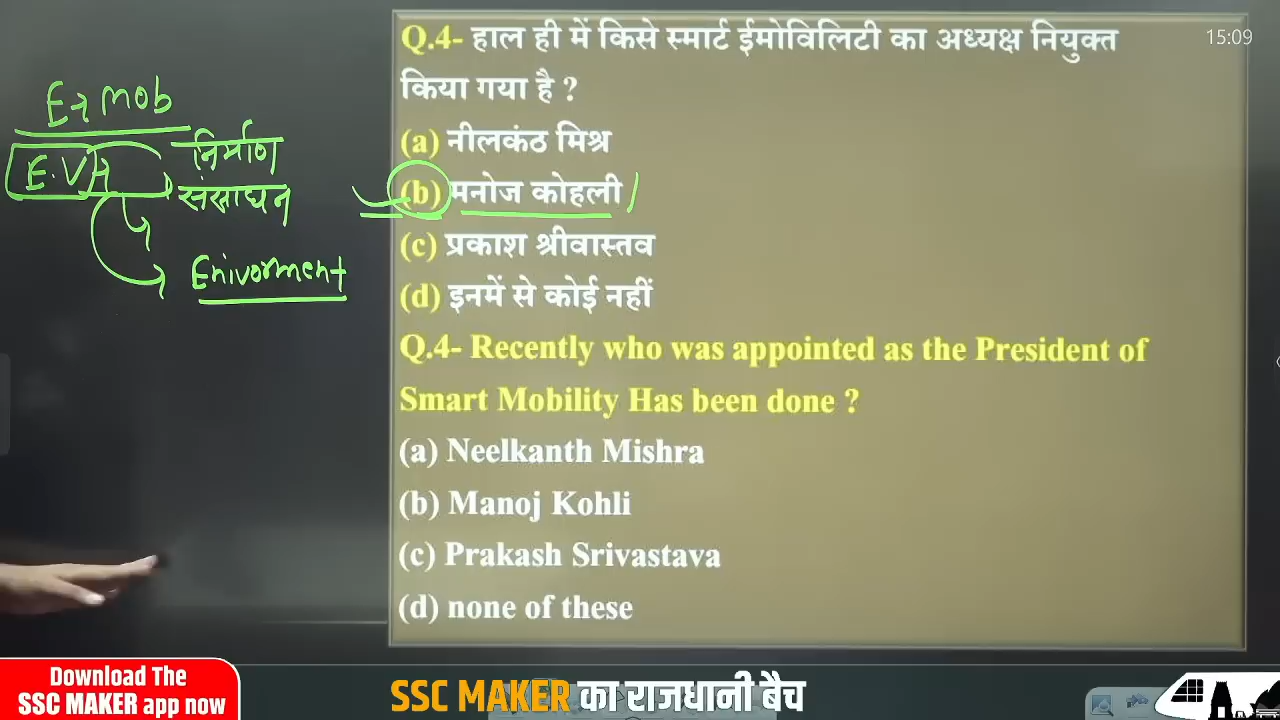 15:09
E→ mob
E.V→
निर्माण
संसाधन
Enivorment
Q.4- हाल ही में किसे स्मार्ट ईमोविलिटी का अध्यक्ष नियुक्त
किया गया है ?
(a) नीलकंठ मिश्र
(b) मनोज कोहली
(c) प्रकाश श्रीवास्तव
(d) इनमें से कोई नहीं
Q.4- Recently who was appointed as the President of
Smart Mobility Has been done ?
(a) Neelkanth Mishra
(b) Manoj Kohli
(c) Prakash Srivastava
(d) none of these
Download The
SSC MAKER app now
SSC MAKER का राजधानी बैच